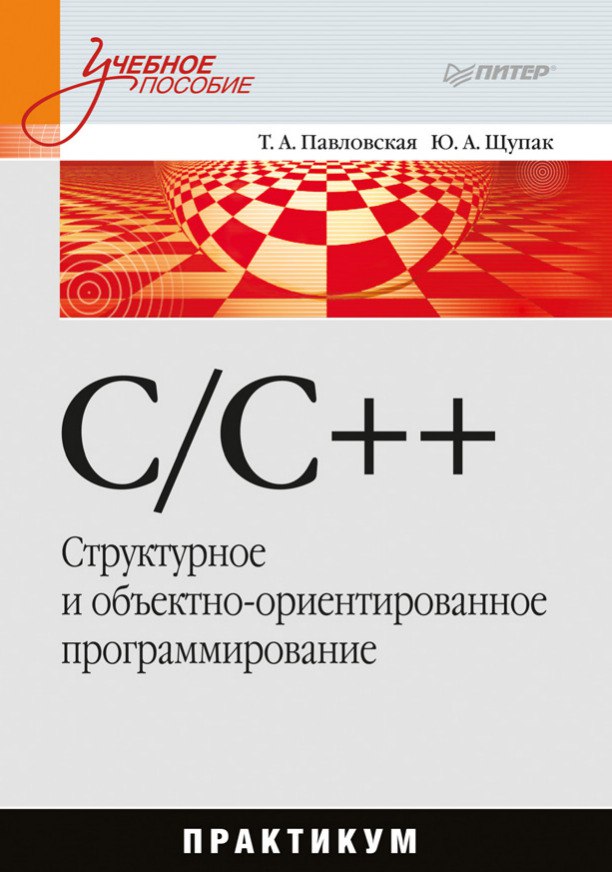 УЧЕБНОЕ
ПОСОБИЕ
ПИТЕР®
Т. А. Павловская Ю. А. Щупак
C/C++
Структурное
и объектно-ориентированное
программирование
ПРАКТИКУМ